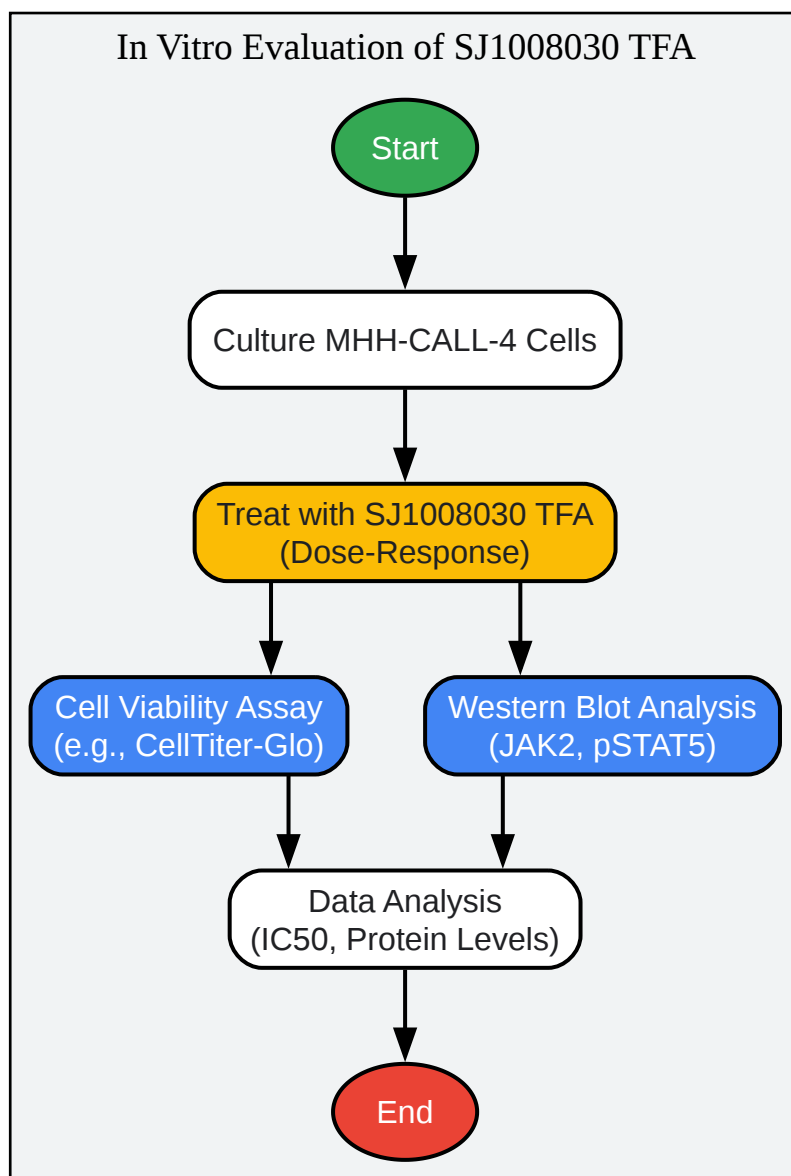 In Vitro Evaluation of SJ1008030 TFA
Start
Culture MHH-CALL-4 Cells
Treat with SJ1008030 TFA
(Dose-Response)
Cell Viability Assay
(e.g., CellTiter-Glo)
Western Blot Analysis
(JAK2, pSTAT5)
Data Analysis
(IC50, Protein Levels)
End